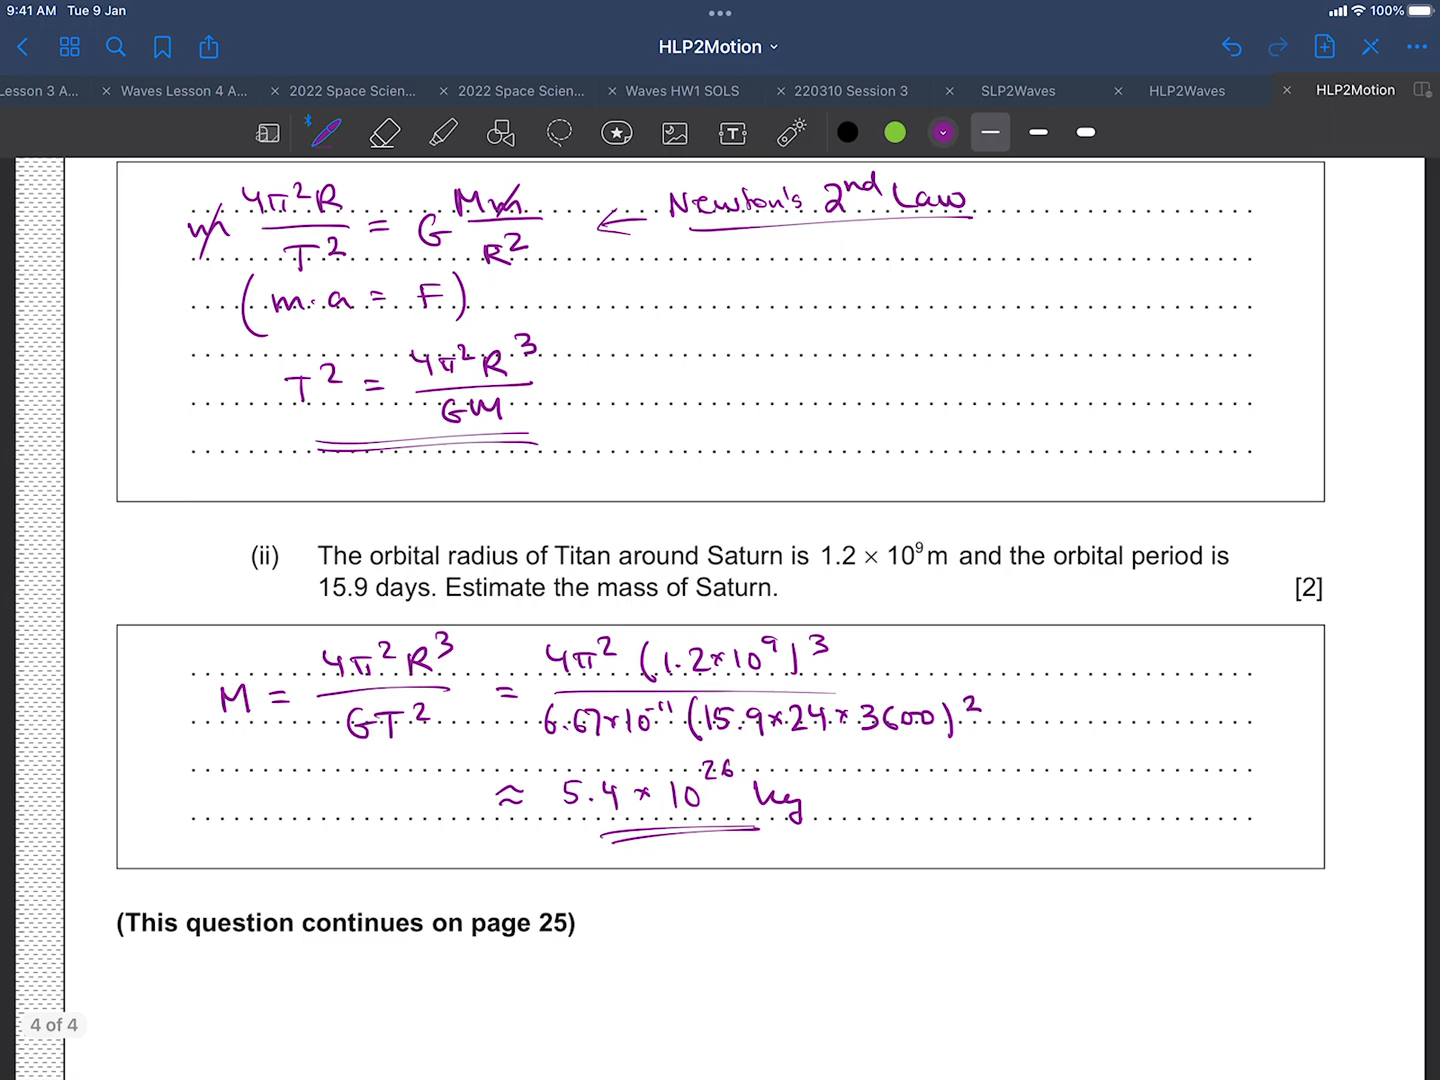 9:41 AM Tue 9 Jan
100%
HLP2Motion
Lesson 3 A... Waves Lesson 4 A... 2022 Space Scien... 2022 Space Scien... Waves HW1 SOLS 220310 Session 3 SLP2Waves HLP2Waves HLP2Motion
m 4π²R / T² = G Mm / R² ← Newton's 2nd Law
(m.a = F)
T² = 4π²R³ / GM
(ii) The orbital radius of Titan around Saturn is 1.2 × 10⁹ m and the orbital period is
15.9 days. Estimate the mass of Saturn. [2]
M = 4π²R³ / GT² = 4π² (1.2×10⁹)³ / 6.67×10⁻¹¹ (15.9×24×3600)²
≈ 5.4 × 10²⁶ kg
(This question continues on page 25)
4 of 4